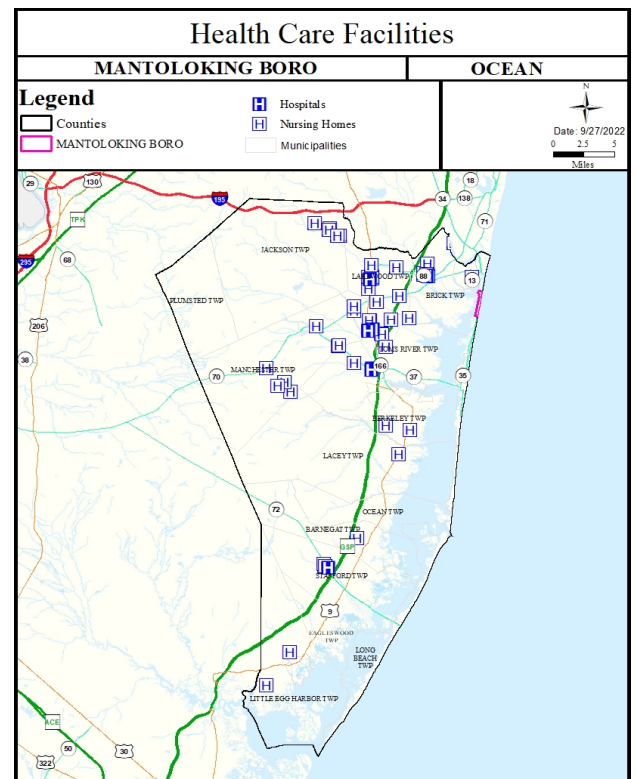 Health Care Facilities
MANTOLOKING BORO
OCEAN
Legend
Counties
MANTOLOKING BORO
H Hospitals
H Nursing Homes
Municipalities
N
Date: 9/27/2022
0 2.5 5
Miles
29
130
18
195
34
138
TPK
71
JACKSON TWP
295
68
88
13
PLUMSTED TWP
BRICK TWP
206
38
TOMS RIVER TWP
70
MANCHESTER TWP
166
37
35
BERKELEY TWP
LACEY TWP
72
OCEAN TWP
BARNEGAT TWP
GSP
STAFFORD TWP
9
EAGLESWOOD
TWP
LONG
BEACH
TWP
LITTLE EGG HARBOR TWP
ACE
50
30
322